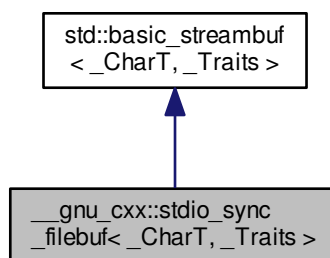 std::basic_streambuf
< _CharT, _Traits >
__gnu_cxx::stdio_sync
_filebuf< _CharT, _Traits >